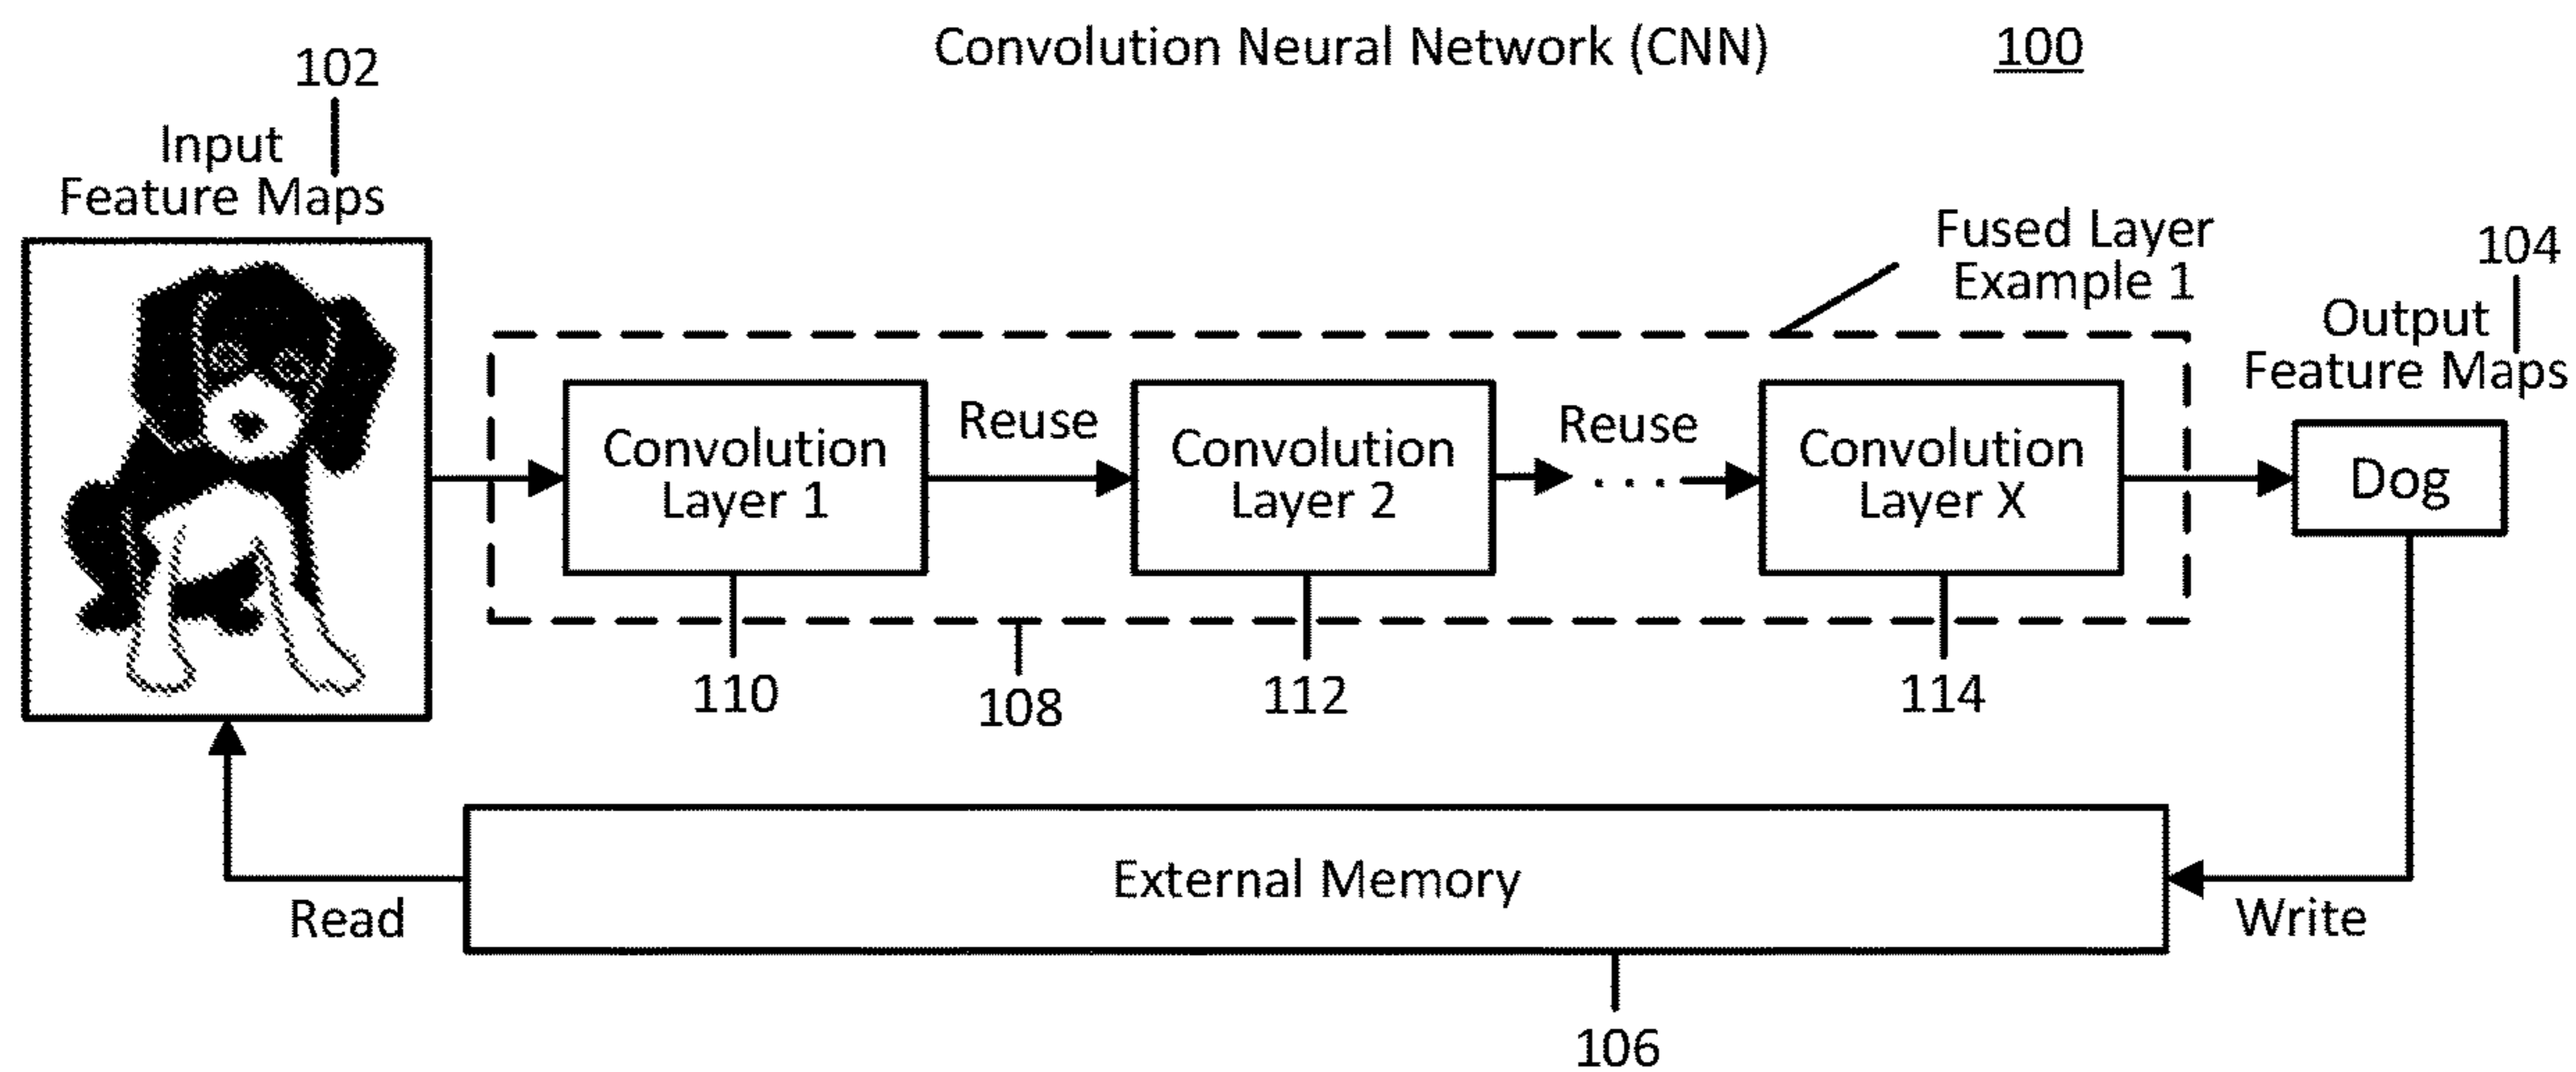 Convolution Neural Network (CNN) 100
102
Input
Feature Maps
Fused Layer
Example 1
104
Output
Feature Maps
Convolution
Layer 1
Reuse
Convolution
Layer 2
Reuse
. . .
Convolution
Layer X
Dog
110
108
112
114
External Memory
Read
Write
106